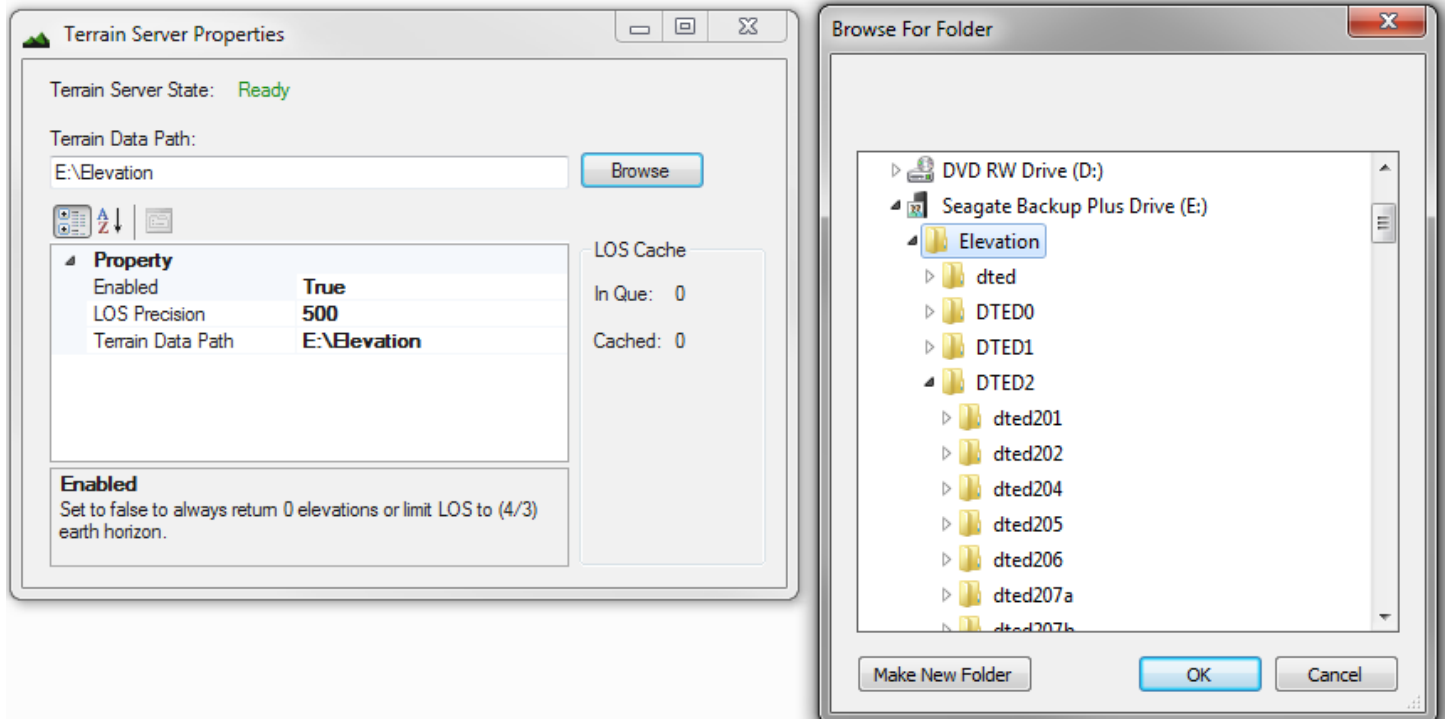 Terrain Server Properties
Terrain Server State: Ready
Terrain Data Path:
E:\Elevation
Browse
Property
Enabled True
LOS Precision 500
Terrain Data Path E:\Elevation
Enabled
Set to false to always return 0 elevations or limit LOS to (4/3)
earth horizon.
LOS Cache
In Que: 0
Cached: 0
Browse For Folder
DVD RW Drive (D:)
Seagate Backup Plus Drive (E:)
Elevation
dted
DTED0
DTED1
DTED2
dted201
dted202
dted204
dted205
dted206
dted207a
dted207b
Make New Folder
OK
Cancel